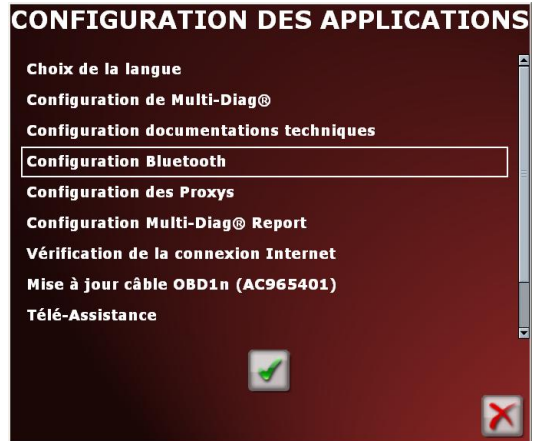 CONFIGURATION DES APPLICATIONS
Choix de la langue
Configuration de Multi-Diag®
Configuration documentations techniques
Configuration Bluetooth
Configuration des Proxys
Configuration Multi-Diag® Report
Vérification de la connexion Internet
Mise à jour câble OBD1n (AC965401)
Télé-Assistance